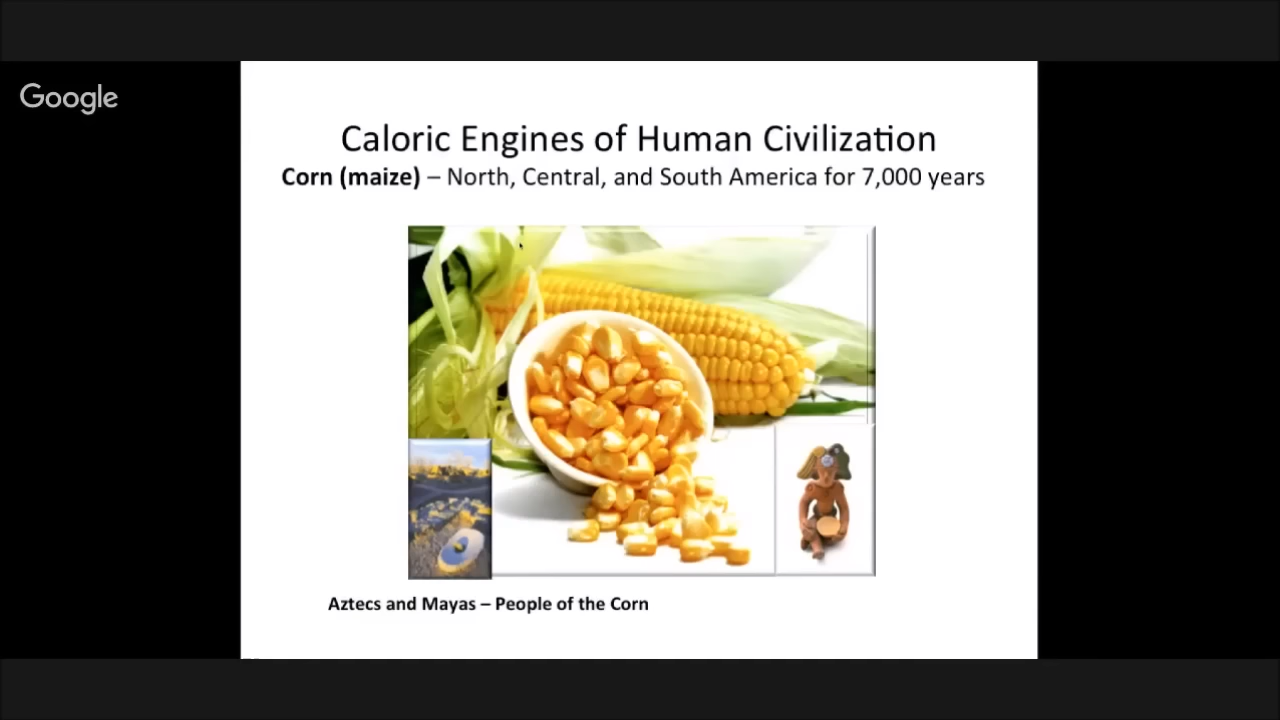 Google
Caloric Engines of Human Civilization
Corn (maize) – North, Central, and South America for 7,000 years
Aztecs and Mayas – People of the Corn